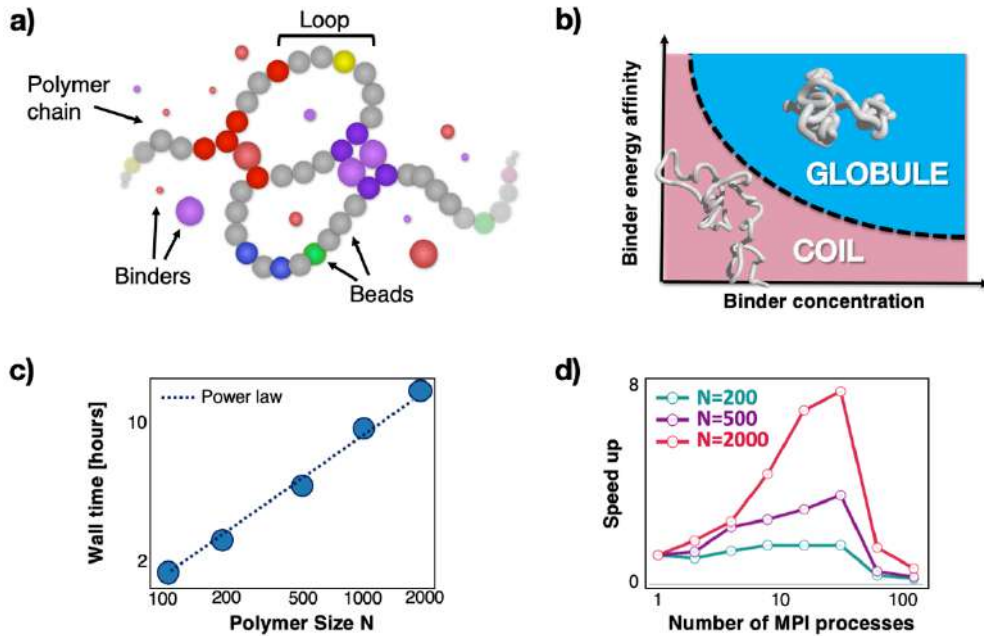 a)
Loop
Polymer
chain
Binders
Beads
b)
Binder energy affinity
GLOBULE
COIL
Binder concentration
c)
Power law
Wall time [hours]
10
2
100 200 500 1000 2000
Polymer Size N
d)
8
N=200
N=500
N=2000
Speed up
0
1 10 100
Number of MPI processes